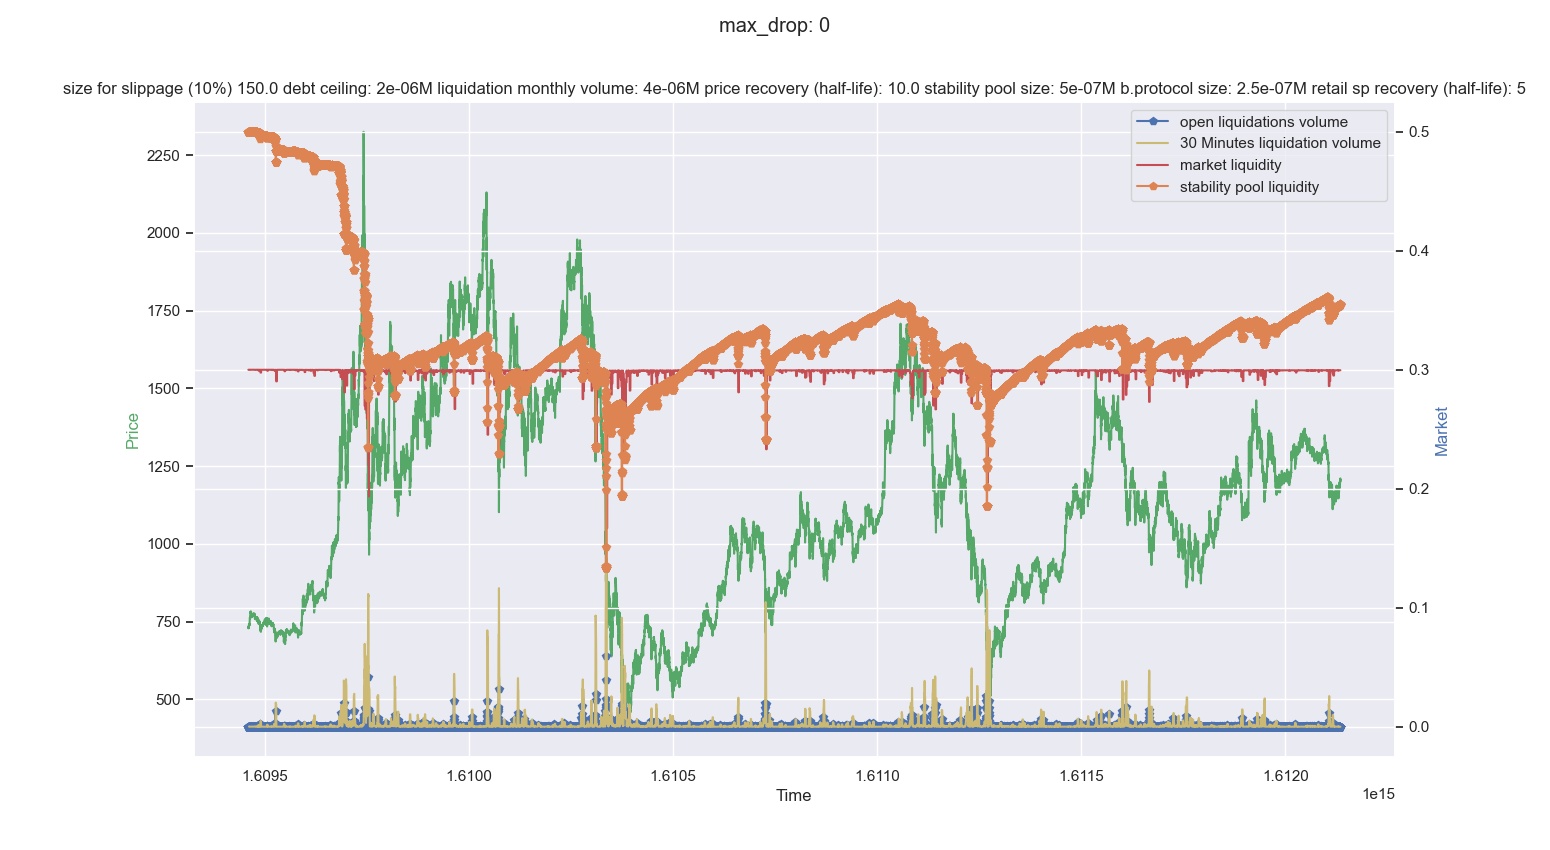 max_drop: 0
size for slippage (10%) 150.0 debt ceiling: 2e-06M liquidation monthly volume: 4e-06M price recovery (half-life): 10.0 stability pool size: 5e-07M b.protocol size: 2.5e-07M retail sp recovery (half-life): 5
open liquidations volume
30 Minutes liquidation volume
market liquidity
stability pool liquidity
2250
2000
1750
1500
1250
1000
750
500
Price
0.5
0.4
0.3
0.2
0.1
0.0
Market
1.6095 1.6100 1.6105 1.6110 1.6115 1.6120
Time
1e15